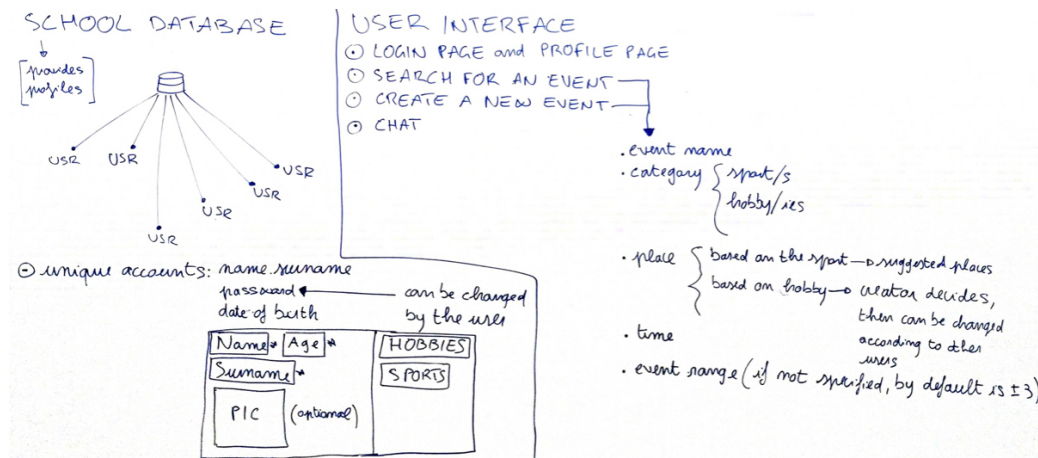 SCHOOL DATABASE
[provides
profiles]
USR
USR
USR
USR
USR
USR
⊙ unique accounts: name.surname
password
date of birth
can be changed
by the user
Name*
Age*
Surname*
PIC
(optional)
HOBBIES
SPORTS
USER INTERFACE
⊙ LOGIN PAGE and PROFILE PAGE
⊙ SEARCH FOR AN EVENT
⊙ CREATE A NEW EVENT
⊙ CHAT
. event name
. category { sport/s
hobby/ies
. place { based on the sport → suggested places
based on hobby → creator decides,
then can be changed
according to other
users
. time
. event range (if not specified, by default is ±3)